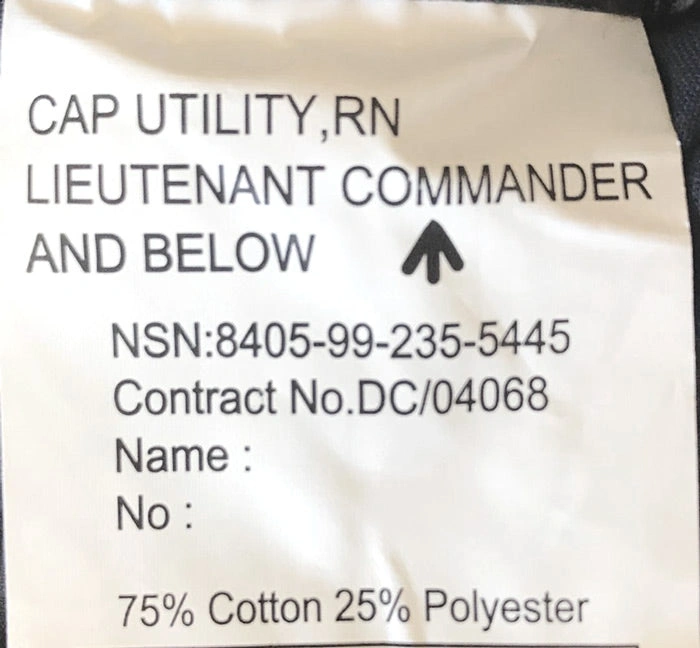 CAP UTILITY,RN
LIEUTENANT COMMANDER
AND BELOW
NSN:8405-99-235-5445
Contract No.DC/04068
Name :
No :
75% Cotton 25% Polyester